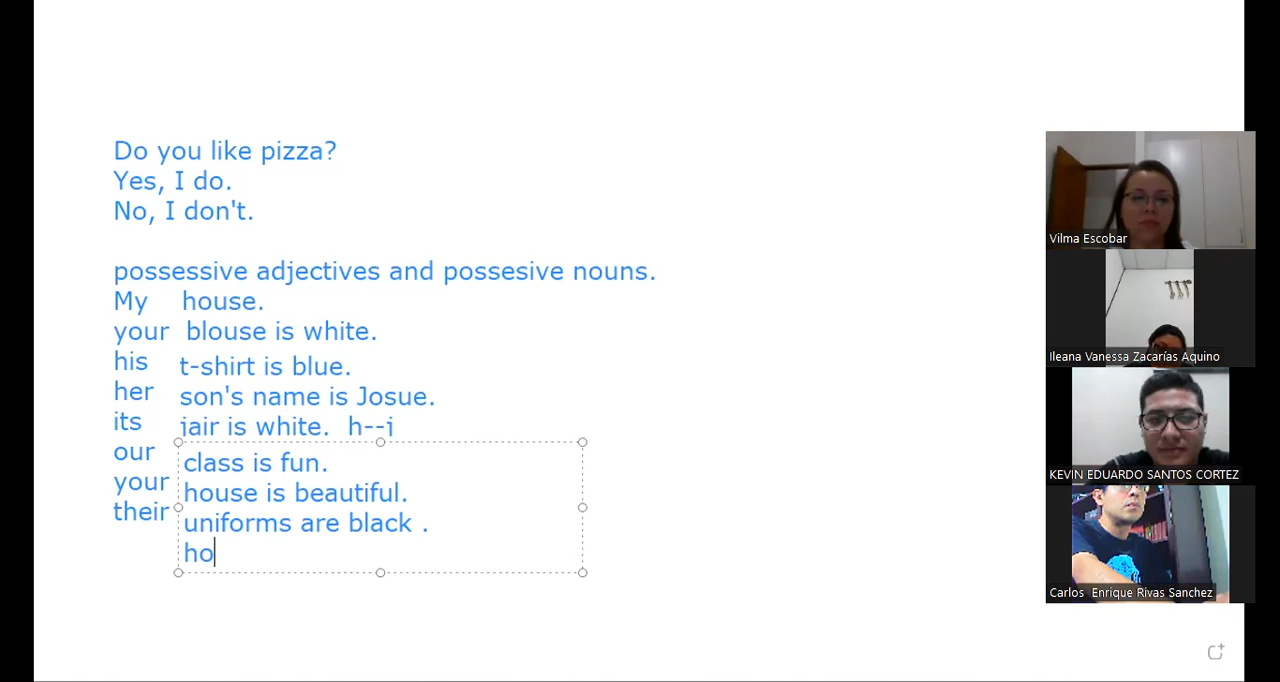 Do you like pizza?
Yes, I do.
No, I don't.
possessive adjectives and possesive nouns.
My house.
your blouse is white.
his t-shirt is blue.
her son's name is Josue.
its jair is white. h--j
our class is fun.
your house is beautiful.
their uniforms are black .
ho
Vilma Escobar
Ileana Vanessa Zacarías Aquino
KEVIN EDUARDO SANTOS CORTEZ
Carlos Enrique Rivas Sanchez